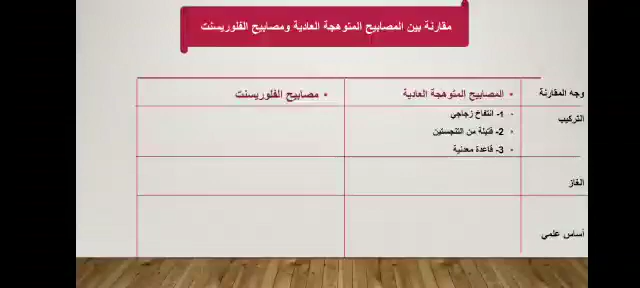 مقارنة بين المصابيح المتوهجة العادية ومصابيح الفلوريسنت
وجه المقارنة
• المصابيح المتوهجة العادية
• مصابيح الفلوريسنت
التركيب
• 1- انتفاخ زجاجي
• 2- فتيلة من التنجستين
• 3- قاعدة معدنية
الغاز
أساس علمي